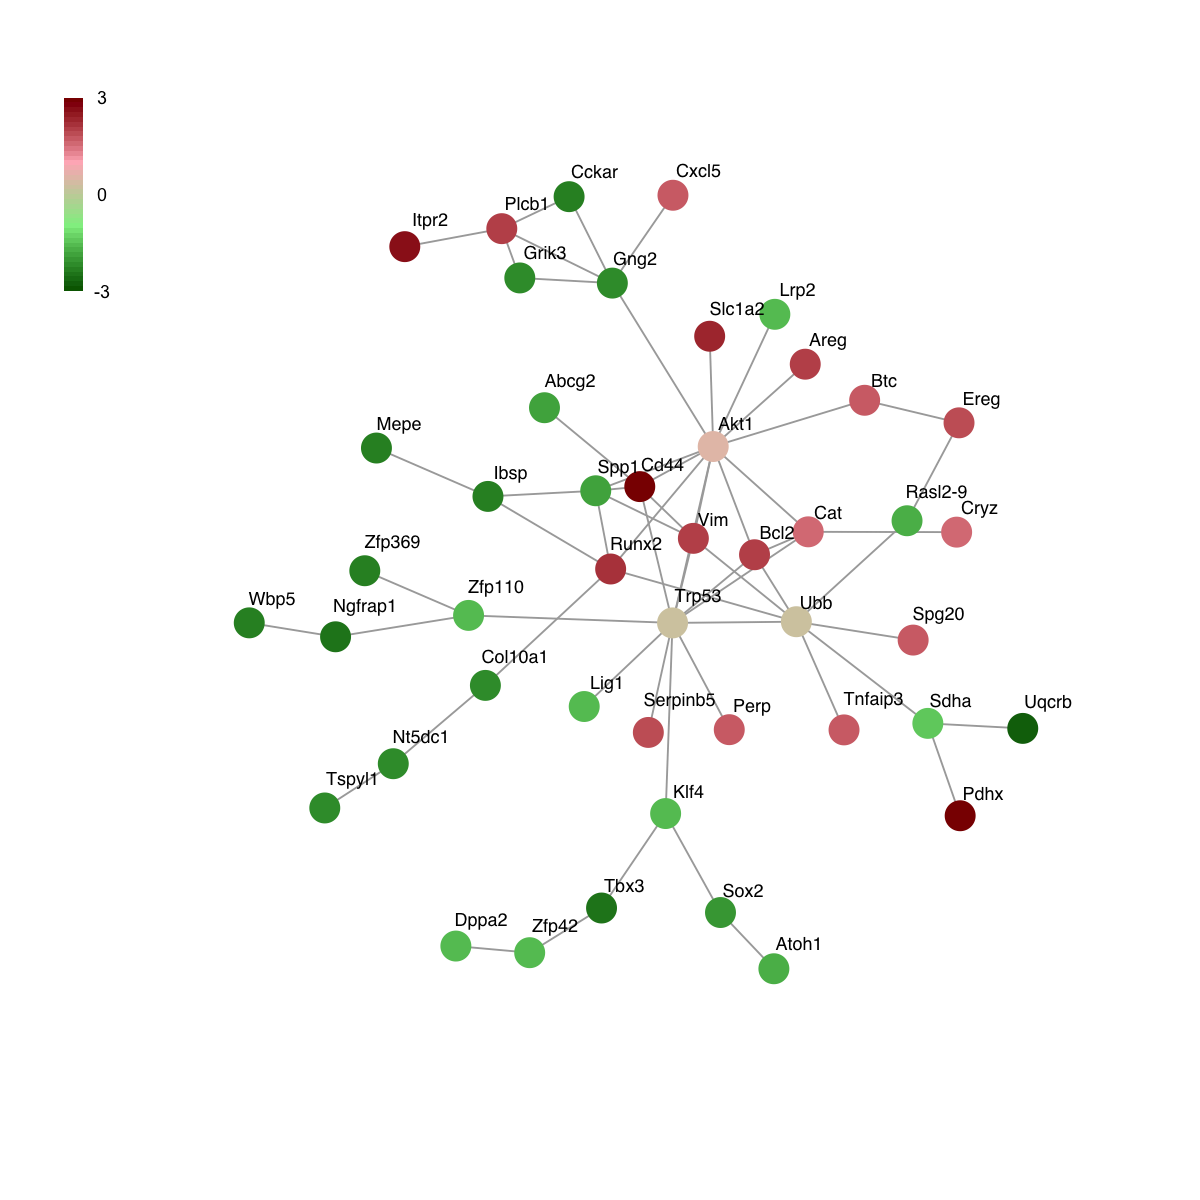 3
0
-3
Cckar
Cxcl5
Plcb1
Itpr2
Grik3
Gng2
Lrp2
Slc1a2
Areg
Abcg2
Btc
Ereg
Mepe
Akt1
Ibsp
Spp1
Cd44
Rasl2-9
Cryz
Vim
Cat
Bcl2
Zfp369
Runx2
Zfp110
Wbp5
Ngfrap1
Trp53
Ubb
Spg20
Col10a1
Lig1
Serpinb5
Perp
Tnfaip3
Sdha
Uqcrb
Nt5dc1
Tspyl1
Klf4
Pdhx
Tbx3
Sox2
Dppa2
Zfp42
Atoh1